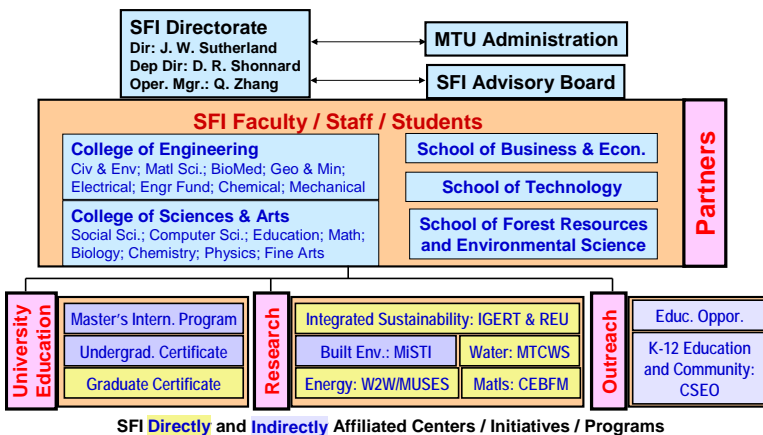 SFI Directorate
Dir: J. W. Sutherland
Dep Dir: D. R. Shonnard
Oper. Mgr.: Q. Zhang
MTU Administration
SFI Advisory Board
SFI Faculty / Staff / Students
College of Engineering
Civ & Env; Matl Sci.; BioMed; Geo & Min;
Electrical; Engr Fund; Chemical; Mechanical
College of Sciences & Arts
Social Sci.; Computer Sci.; Education; Math;
Biology; Chemistry; Physics; Fine Arts
School of Business & Econ.
School of Technology
School of Forest Resources
and Environmental Science
Partners
University
Education
Master's Intern. Program
Undergrad. Certificate
Graduate Certificate
Research
Integrated Sustainability: IGERT & REU
Built Env.: MiSTI
Water: MTCWS
Energy: W2W/MUSES
Matls: CEBFM
Outreach
Educ. Oppor.
K-12 Education
and Community:
CSEO
SFI Directly and Indirectly Affiliated Centers / Initiatives / Programs